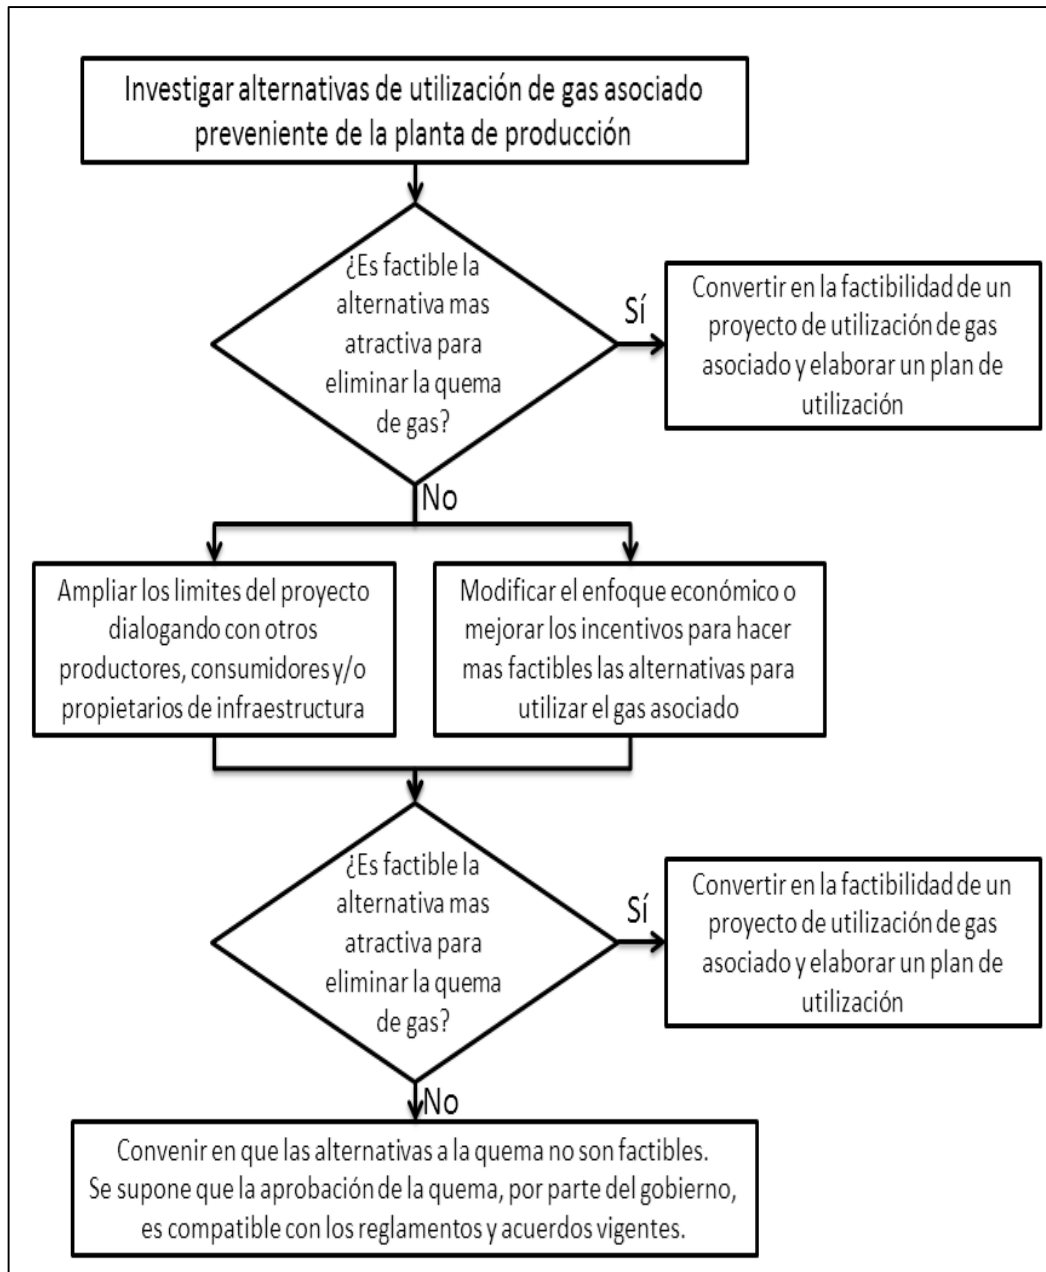 Investigar alternativas de utilización de gas asociado
preveniente de la planta de producción
¿Es factible la
alternativa mas
atractiva para
eliminar la quema
de gas?
Sí
Convertir en la factibilidad de un
proyecto de utilización de gas
asociado y elaborar un plan de
utilización
No
Ampliar los limites del proyecto
dialogando con otros
productores, consumidores y/o
propietarios de infraestructura
Modificar el enfoque económico o
mejorar los incentivos para hacer
mas factibles las alternativas para
utilizar el gas asociado
¿Es factible la
alternativa mas
atractiva para
eliminar la quema
de gas?
Sí
Convertir en la factibilidad de un
proyecto de utilización de gas
asociado y elaborar un plan de
utilización
No
Convenir en que las alternativas a la quema no son factibles.
Se supone que la aprobación de la quema, por parte del gobierno,
es compatible con los reglamentos y acuerdos vigentes.